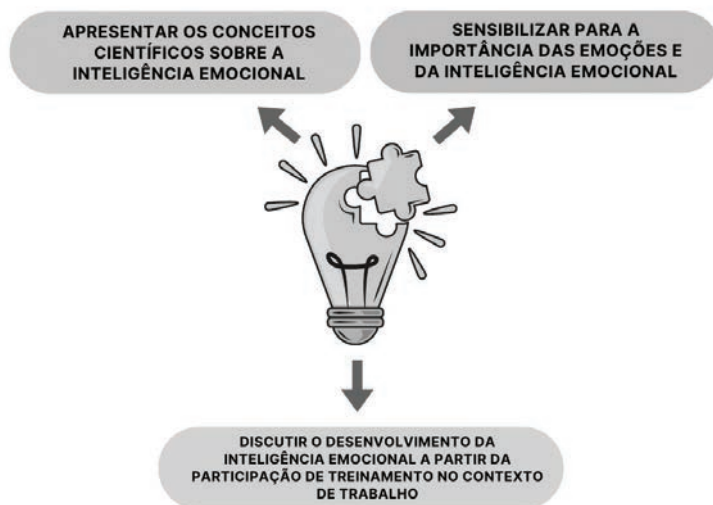 APRESENTAR OS CONCEITOS
CIENTÍFICOS SOBRE A
INTELIGÊNCIA EMOCIONAL
SENSIBILIZAR PARA A
IMPORTÂNCIA DAS EMOÇÕES E
DA INTELIGÊNCIA EMOCIONAL
DISCUTIR O DESENVOLVIMENTO DA
INTELIGÊNCIA EMOCIONAL A PARTIR DA
PARTICIPAÇÃO DE TREINAMENTO NO CONTEXTO
DE TRABALHO